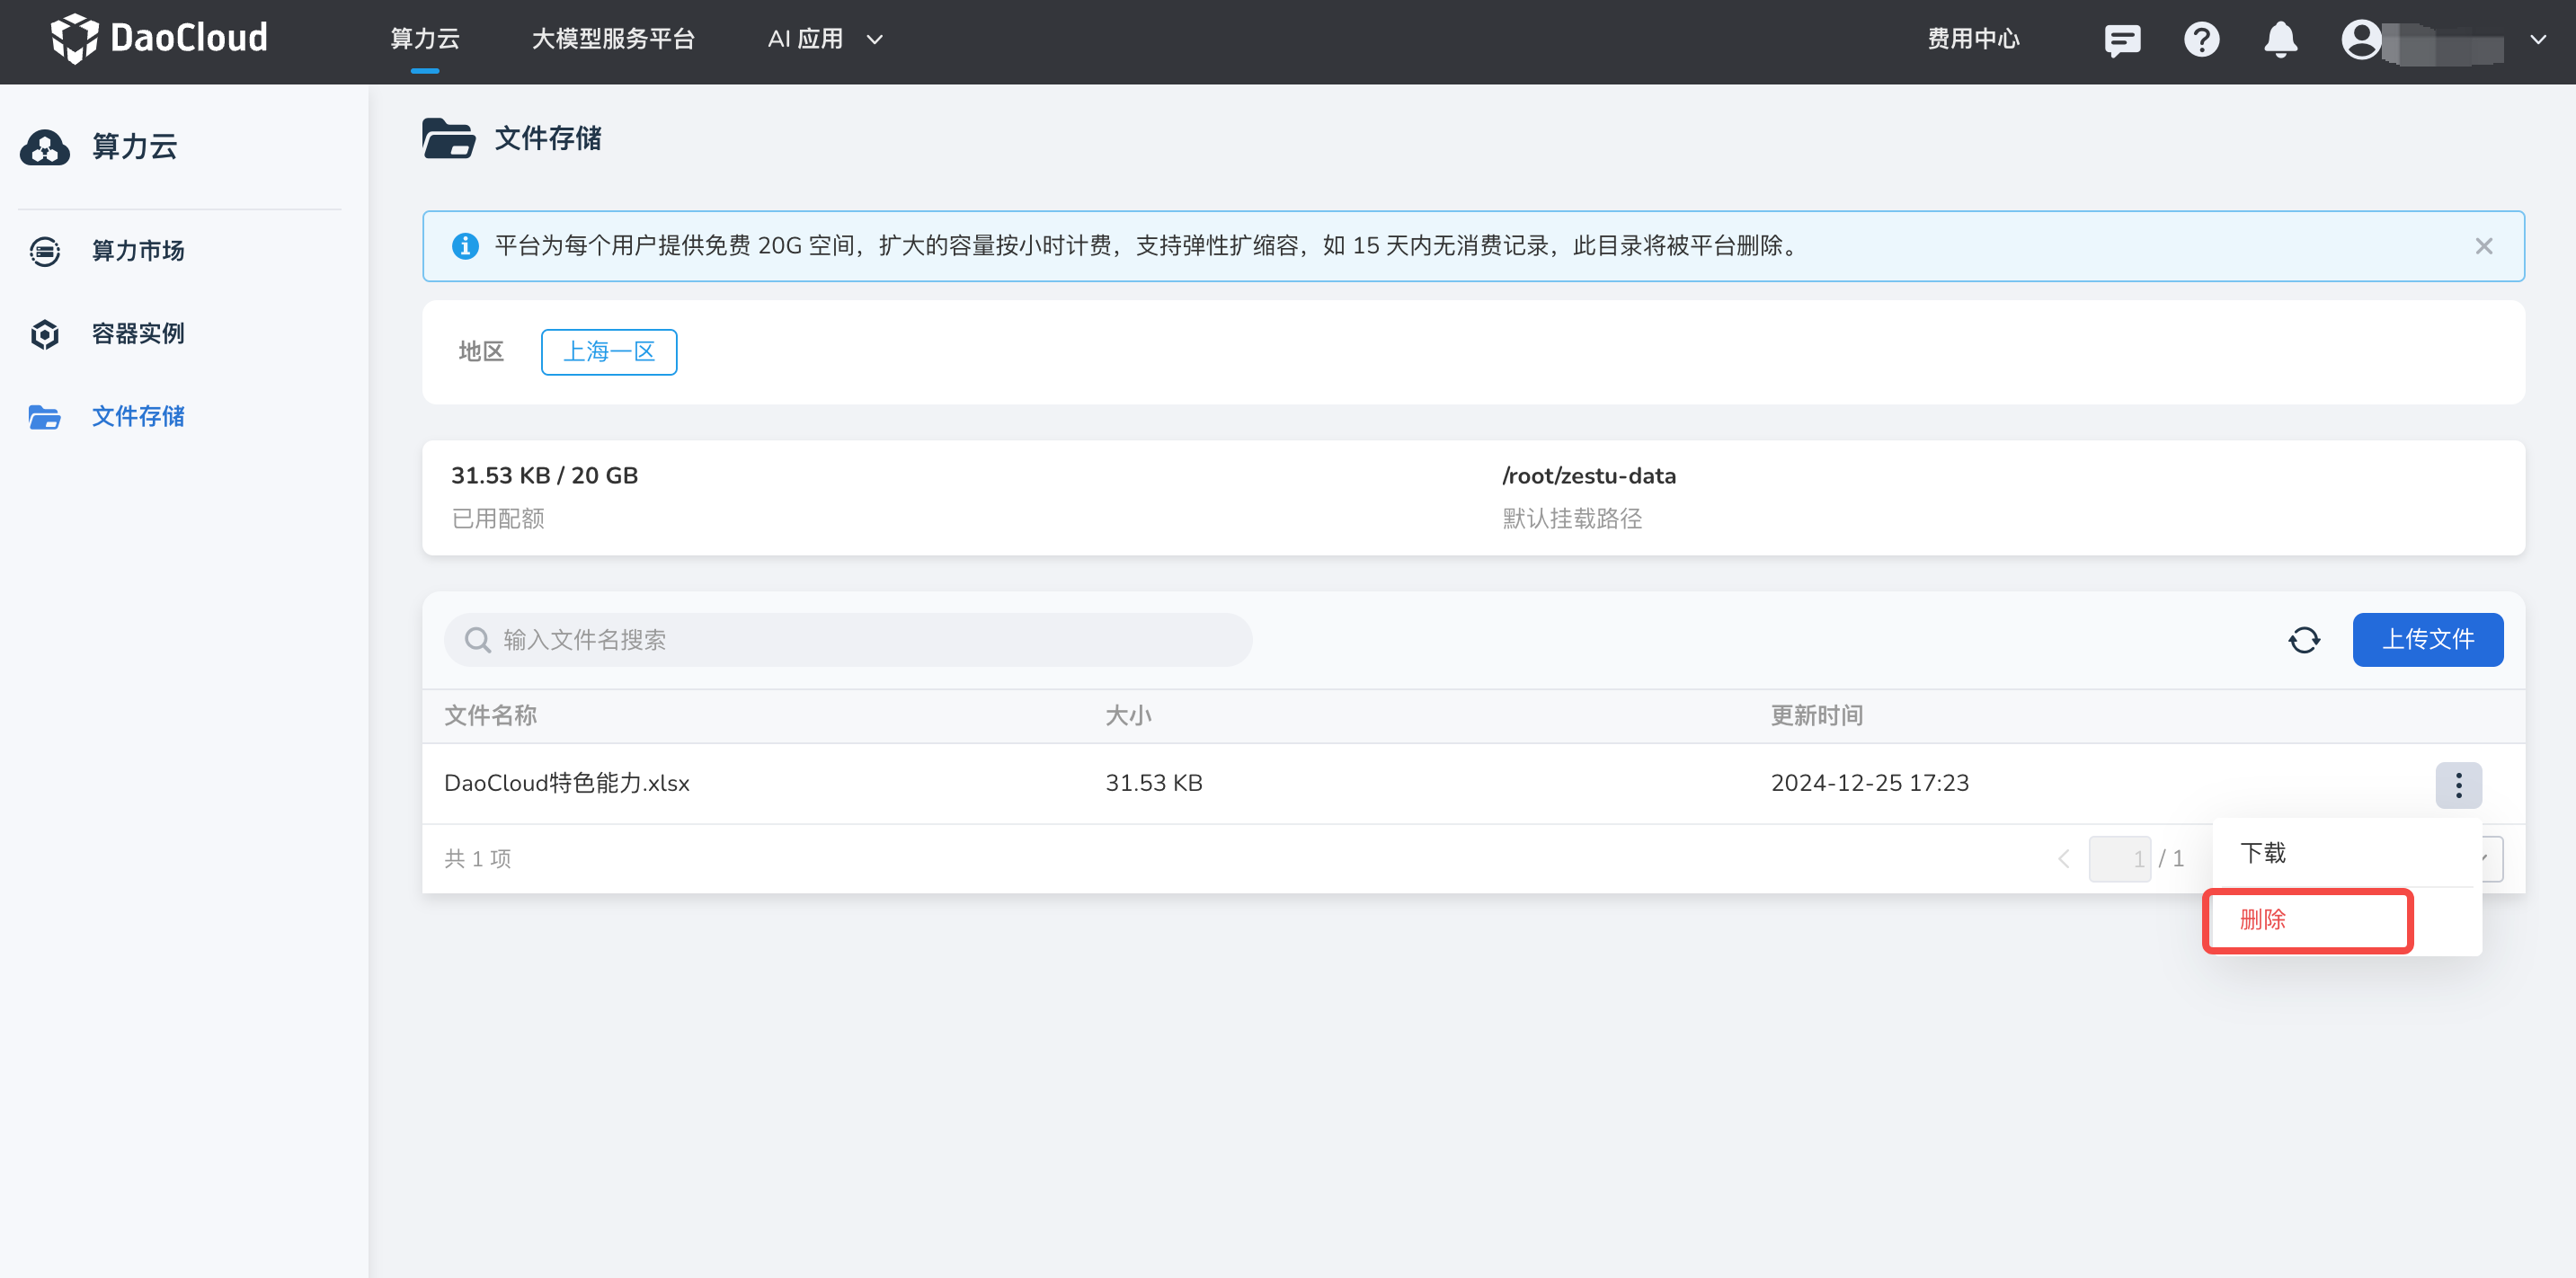 DaoCloud
算力云
大模型服务平台
AI 应用
费用中心
算力云
算力市场
容器实例
文件存储
文件存储
平台为每个用户提供免费 20G 空间，扩大的容量按小时计费，支持弹性扩缩容，如 15 天内无消费记录，此目录将被平台删除。
地区
上海一区
31.53 KB / 20 GB
已用配额
/root/zestu-data
默认挂载路径
输入文件名搜索
上传文件
文件名称 大小 更新时间
DaoCloud特色能力.xlsx 31.53 KB 2024-12-25 17:23
共 1 项
1 / 1
下载
删除